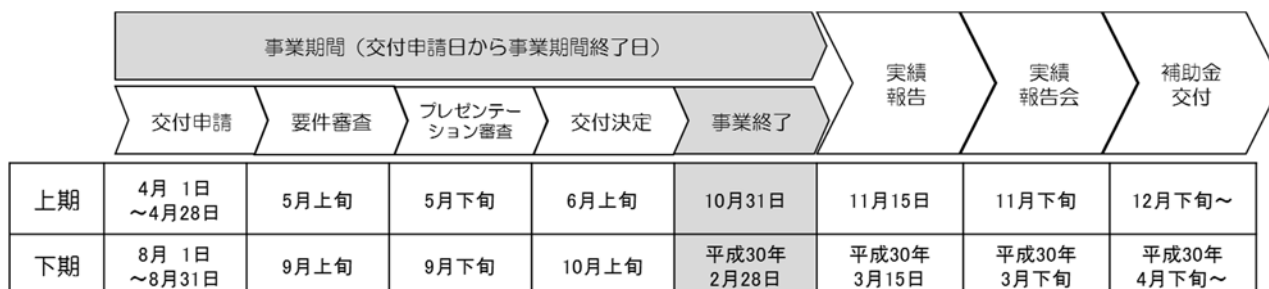 事業期間（交付申請日から事業期間終了日）
交付申請
要件審査
プレゼンテー
ション審査
交付決定
事業終了
実績
報告
実績
報告会
補助金
交付
上期
4月 1日
～4月28日
5月上旬
5月下旬
6月上旬
10月31日
11月15日
11月下旬
12月下旬～
下期
8月 1日
～8月31日
9月上旬
9月下旬
10月上旬
平成30年
2月28日
平成30年
3月15日
平成30年
3月下旬
平成30年
4月下旬～